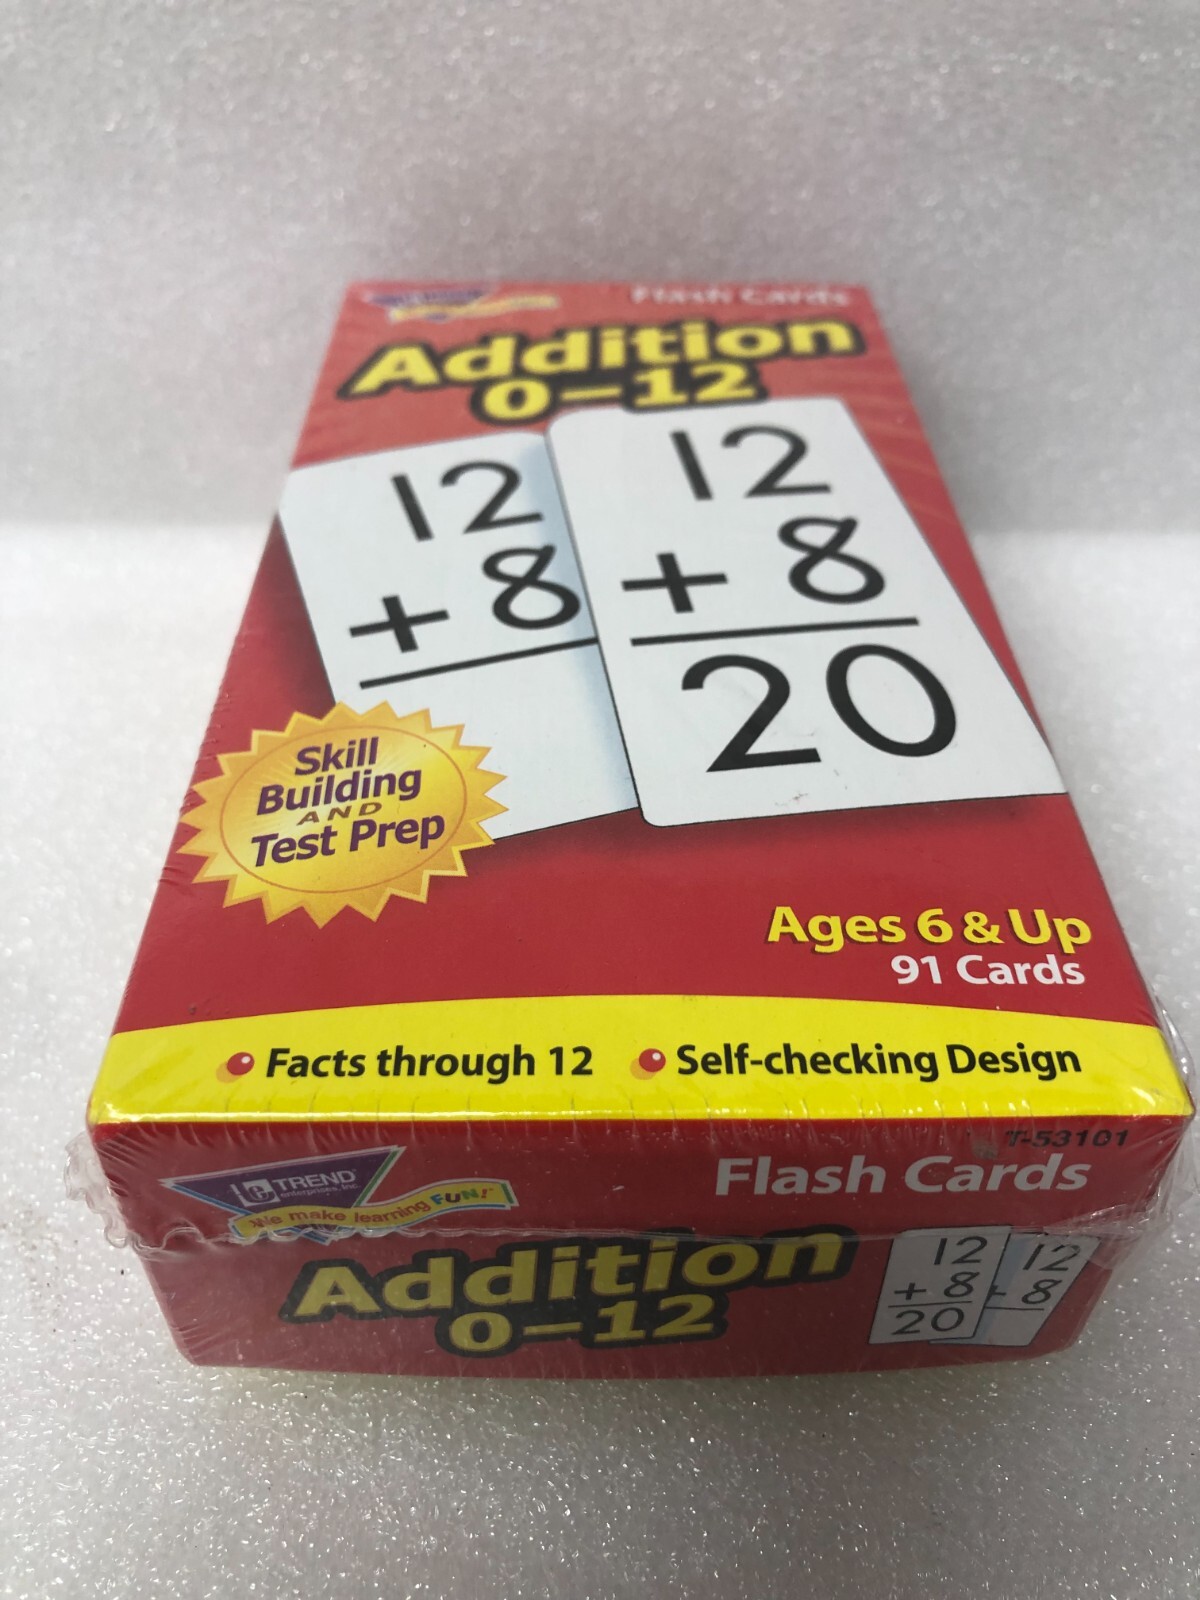 Flash Cards
Addition
0–12
12
+ 8
12
+ 8
20
Skill
Building
AND
Test Prep
Ages 6 & Up
91 Cards
Facts through 12
Self-checking Design
T-53101
e TREND
enterprises, inc.
We make learning FUN!
Flash Cards
Addition
0–12
12
+ 8
20
12
+ 8